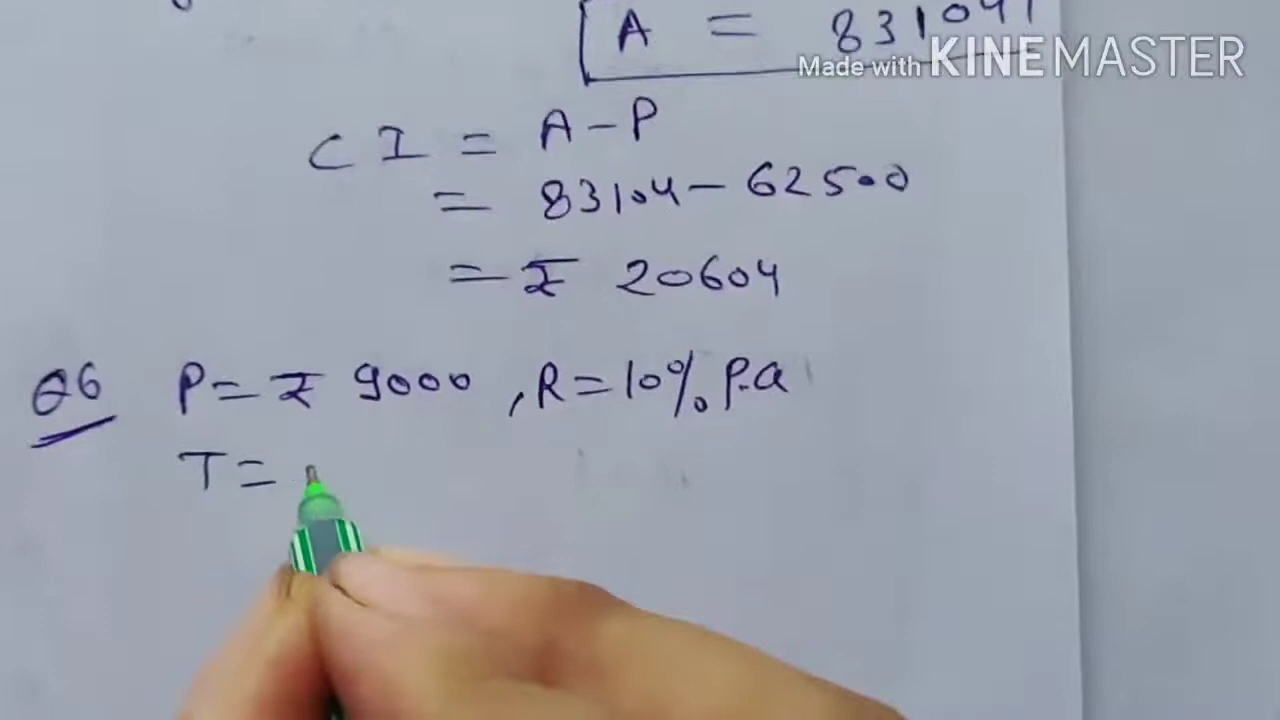 A = 83104
Made with KINEMASTER
CI = A - P
= 83104 - 62500
= ₹ 20604
Q6 P = ₹ 9000 , R = 10% P.a
T =